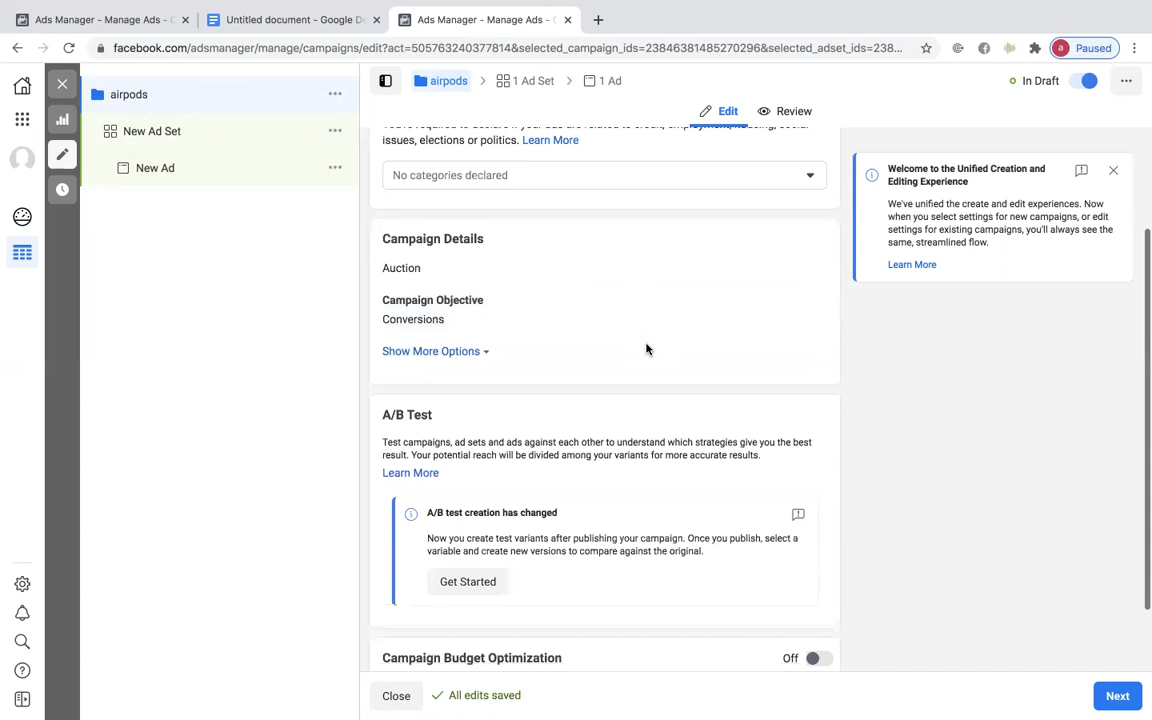 Ads Manager - Manage Ads - C
Untitled document - Google D
Ads Manager - Manage Ads - C
facebook.com/adsmanager/manage/campaigns/edit?act=505763240377814&selected_campaign_ids=23846381485270296&selected_adset_ids=238...
a Paused
airpods
New Ad Set
New Ad
airpods
1 Ad Set
1 Ad
In Draft
Edit
Review
issues, elections or politics. Learn More
No categories declared
Campaign Details
Auction
Campaign Objective
Conversions
Show More Options
A/B Test
Test campaigns, ad sets and ads against each other to understand which strategies give you the best
result. Your potential reach will be divided among your variants for more accurate results.
Learn More
A/B test creation has changed
Now you create test variants after publishing your campaign. Once you publish, select a
variable and create new versions to compare against the original.
Get Started
Campaign Budget Optimization
Off
Close
All edits saved
Next
Welcome to the Unified Creation and
Editing Experience
We've unified the create and edit experiences. Now
when you select settings for new campaigns, or edit
settings for existing campaigns, you'll always see the
same, streamlined flow.
Learn More